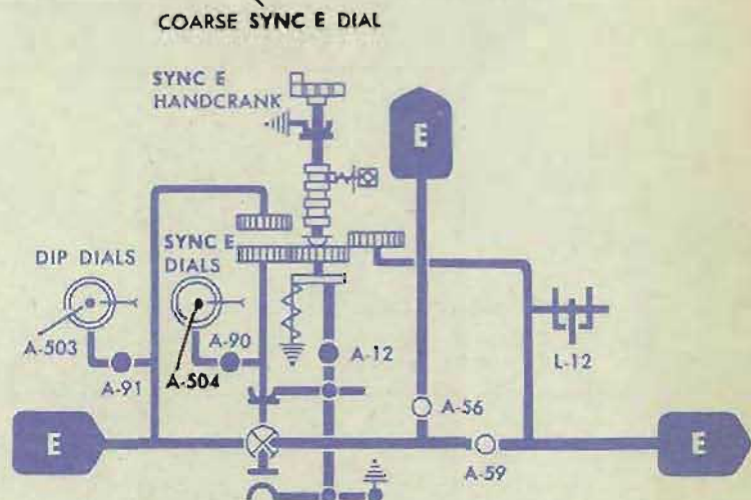 COARSE SYNC E DIAL
SYNC E
HANDCRANK
E
DIP DIALS
SYNC E
DIALS
A-503
A-91
A-90
A-504
A-12
L-12
A-56
E
A-59
E